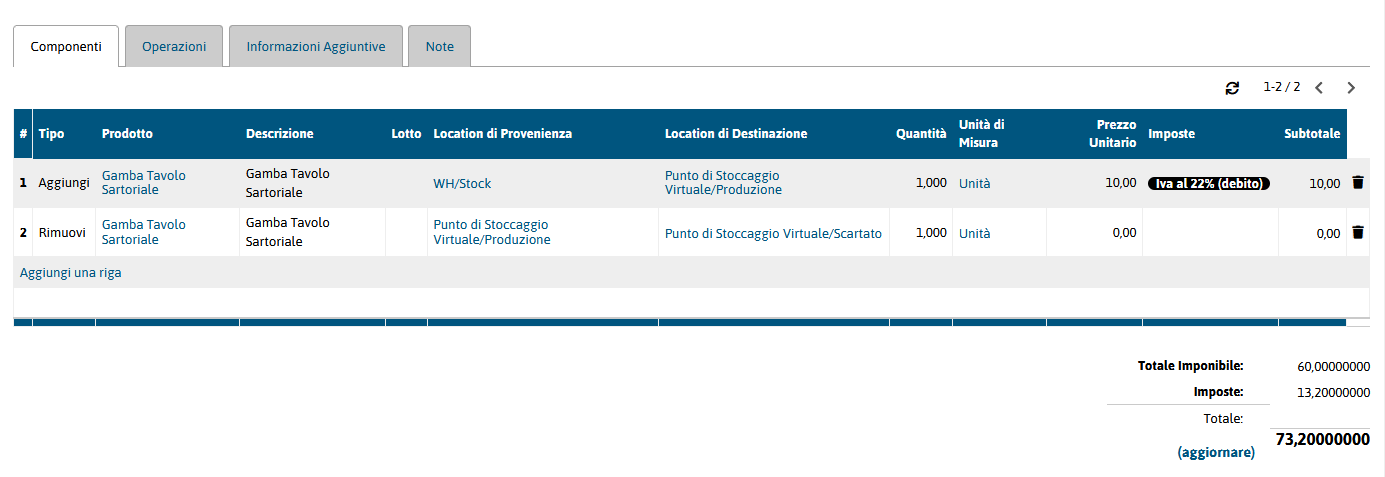 Componenti Operazioni Informazioni Aggiuntive Note
1-2 / 2
# Tipo Prodotto Descrizione Lotto Location di Provenienza Location di Destinazione Quantità Unità di Misura Prezzo Unitario Imposte Subtotale
1 Aggiungi Gamba Tavolo Sartoriale Gamba Tavolo Sartoriale WH/Stock Punto di Stoccaggio Virtuale/Produzione 1,000 Unità 10,00 Iva al 22% (debito) 10,00
2 Rimuovi Gamba Tavolo Sartoriale Gamba Tavolo Sartoriale Punto di Stoccaggio Virtuale/Produzione Punto di Stoccaggio Virtuale/Scartato 1,000 Unità 0,00 0,00
Aggiungi una riga
Totale Imponibile: 60,00000000
Imposte: 13,20000000
Totale:
73,20000000
(aggiornare)